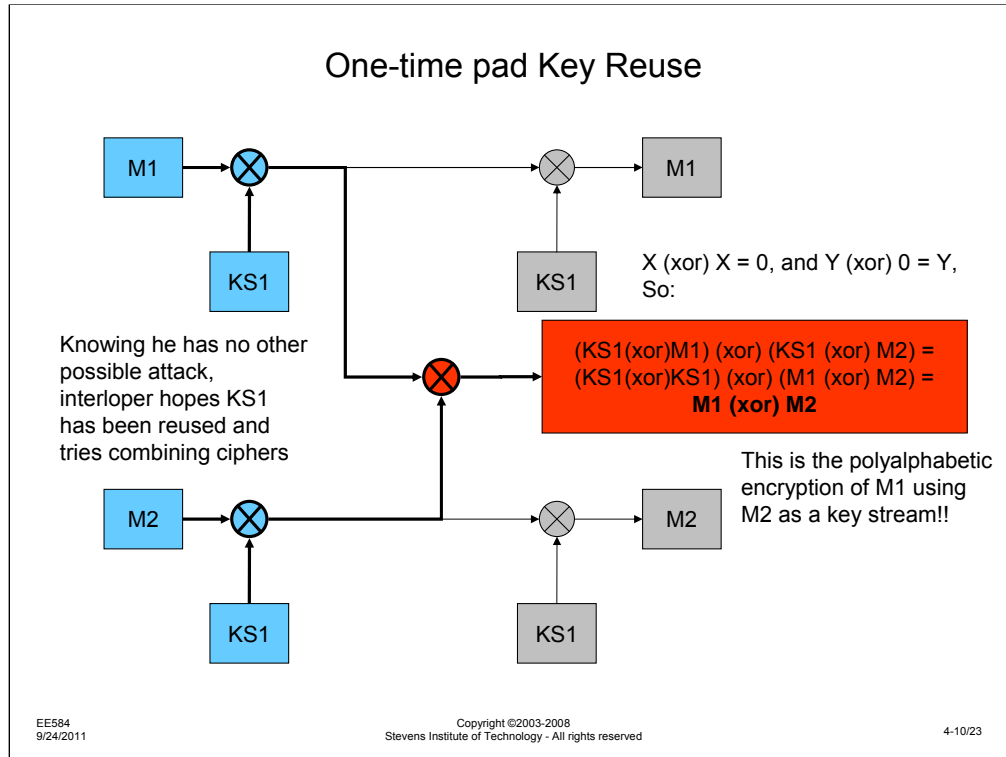 One-time pad Key Reuse
M1
M1
KS1
KS1
X (xor) X = 0, and Y (xor) 0 = Y,
So:
Knowing he has no other
possible attack,
interloper hopes KS1
has been reused and
tries combining ciphers
(KS1(xor)M1) (xor) (KS1 (xor) M2) =
(KS1(xor)KS1) (xor) (M1 (xor) M2) =
M1 (xor) M2
This is the polyalphabetic
encryption of M1 using
M2 as a key stream!!
M2
M2
KS1
KS1
EE584
9/24/2011
Copyright ©2003-2008
Stevens Institute of Technology - All rights reserved
4-10/23